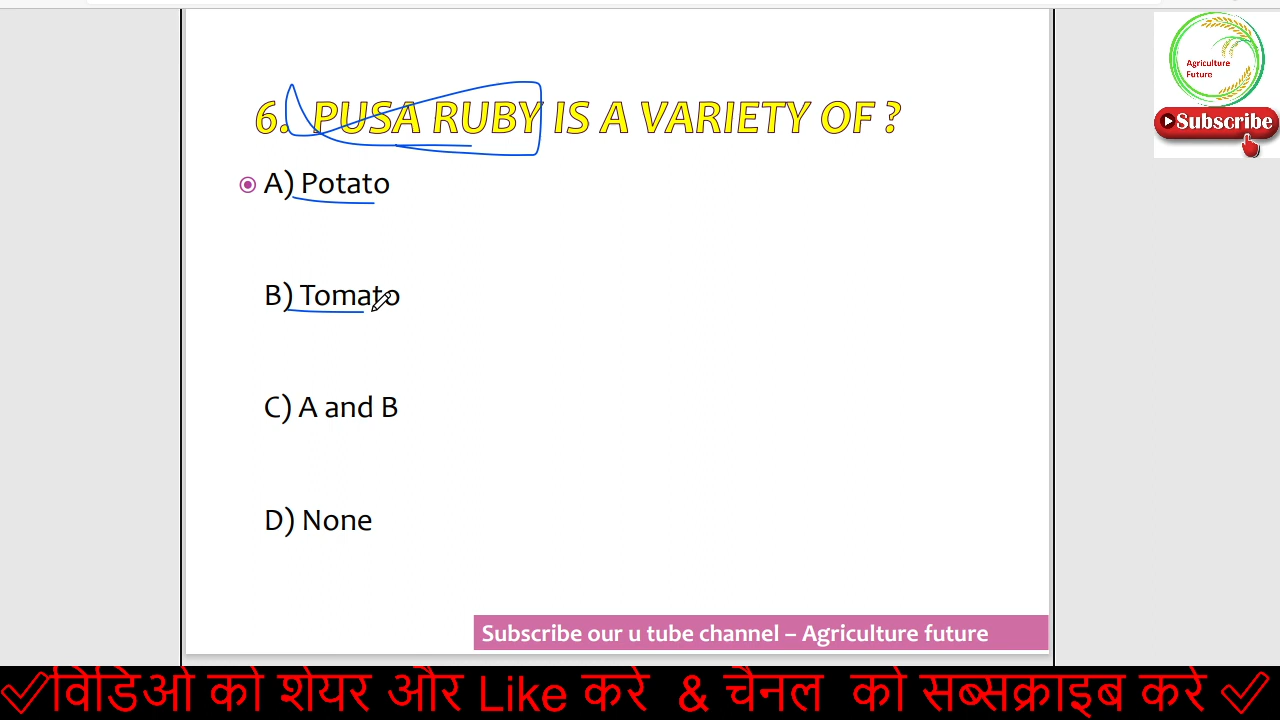 6. PUSA RUBY IS A VARIETY OF ?
A) Potato
B) Tomato
C) A and B
D) None
Subscribe our u tube channel – Agriculture future
Agriculture
Future
Subscribe
विडिओ को शेयर और Like करे & चैनल को सब्सक्राइब करे